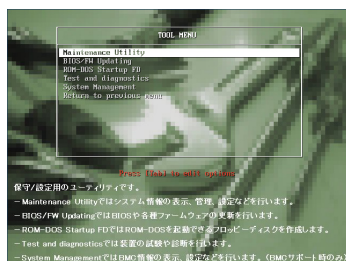 TOOL MENU
Maintenance Utility
BIOS/FW Updating
ROM-DOS Startup FD
Test and diagnostics
System Management
Return to previous menu
Press [Tab] to edit options
保守/設定用のユーティリティです。
－Maintenance Utilityではシステム情報の表示、管理、設定などを行います。
－BIOS/FW UpdatingではBIOSや各種ファームウェアの更新を行います。
－ROM-DOS Startup FDではROM-DOSを起動できるフロッピーディスクを作成します。
－Test and diagnosticsでは装置の試験や診断を行います。
－System ManagementではBMC情報の表示、設定などを行います。(BMCサポート時のみ)